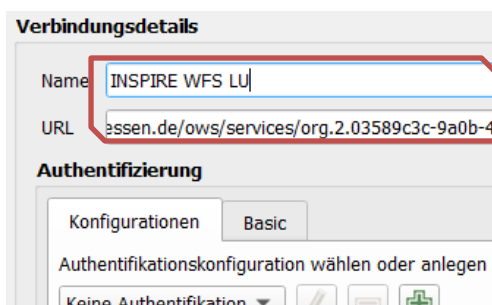 Verbindungsdetails
Name INSPIRE WFS LU
URL essen.de/ows/services/org.2.03589c3c-9a0b-4
Authentifizierung
Konfigurationen Basic
Authentifikationskonfiguration wählen oder anlegen
Keine Authentifikation